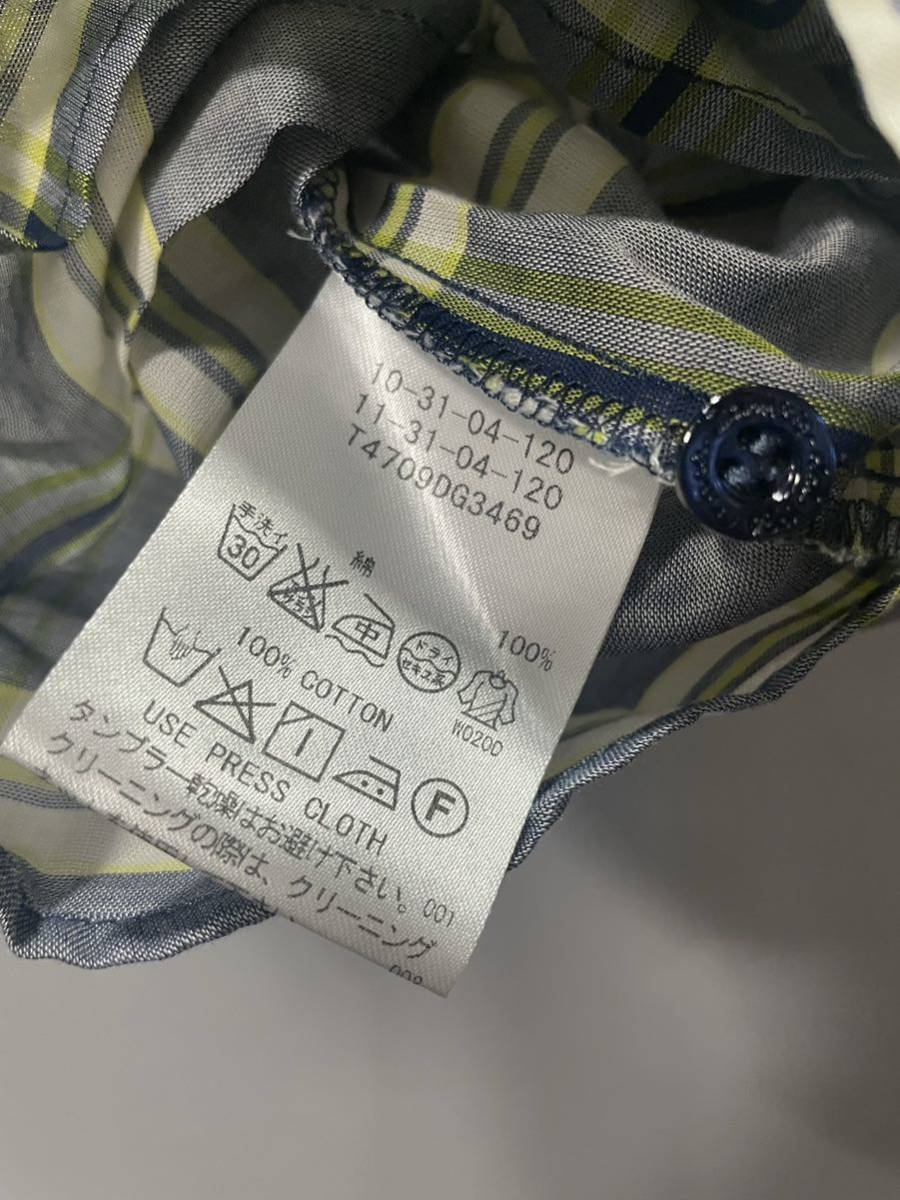 10-31-04-120
11-31-04-120
T4709DG3469
綿 100%
手洗イ 30 中 ドライ セキユ系
W020D
100% COTTON
F
USE PRESS CLOTH
タンブラー乾燥はお避け下さい。001
クリーニングの際は、クリーニング